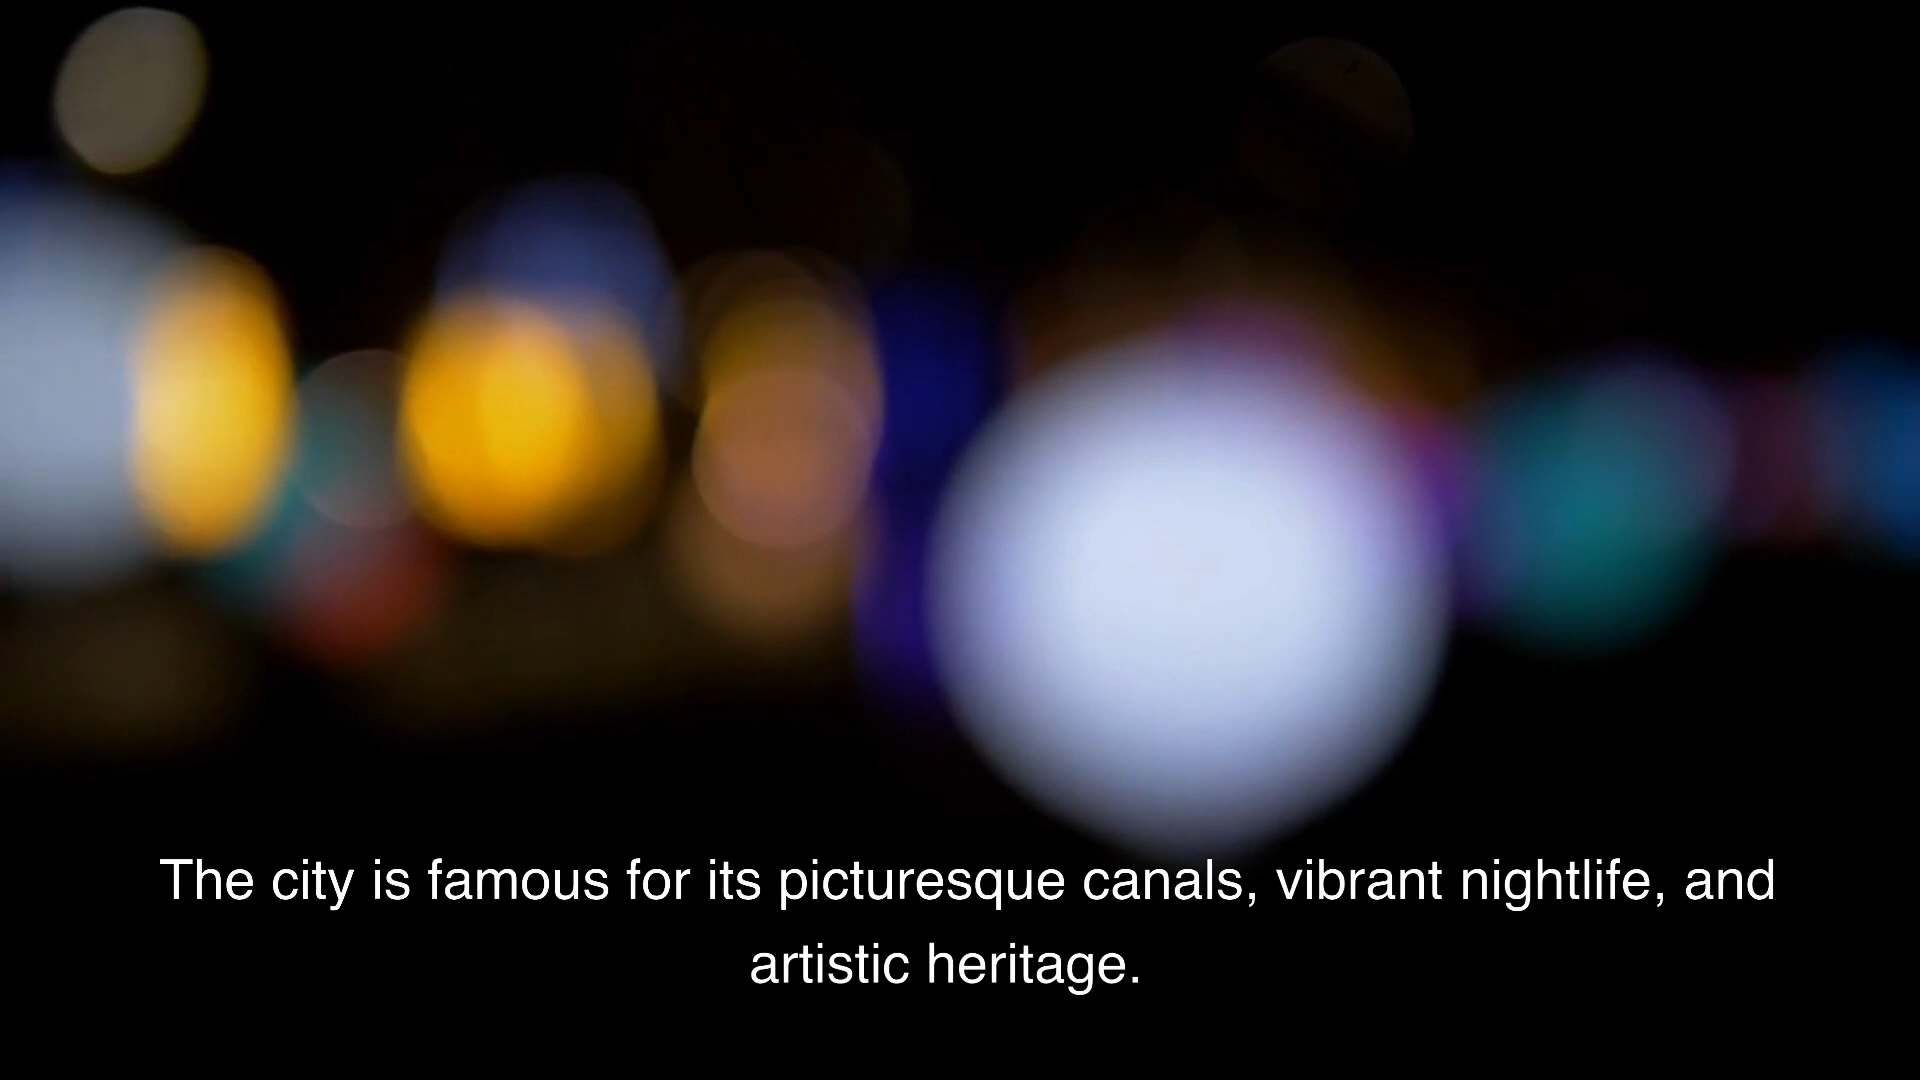 The city is famous for its picturesque canals, vibrant nightlife, and
artistic heritage.